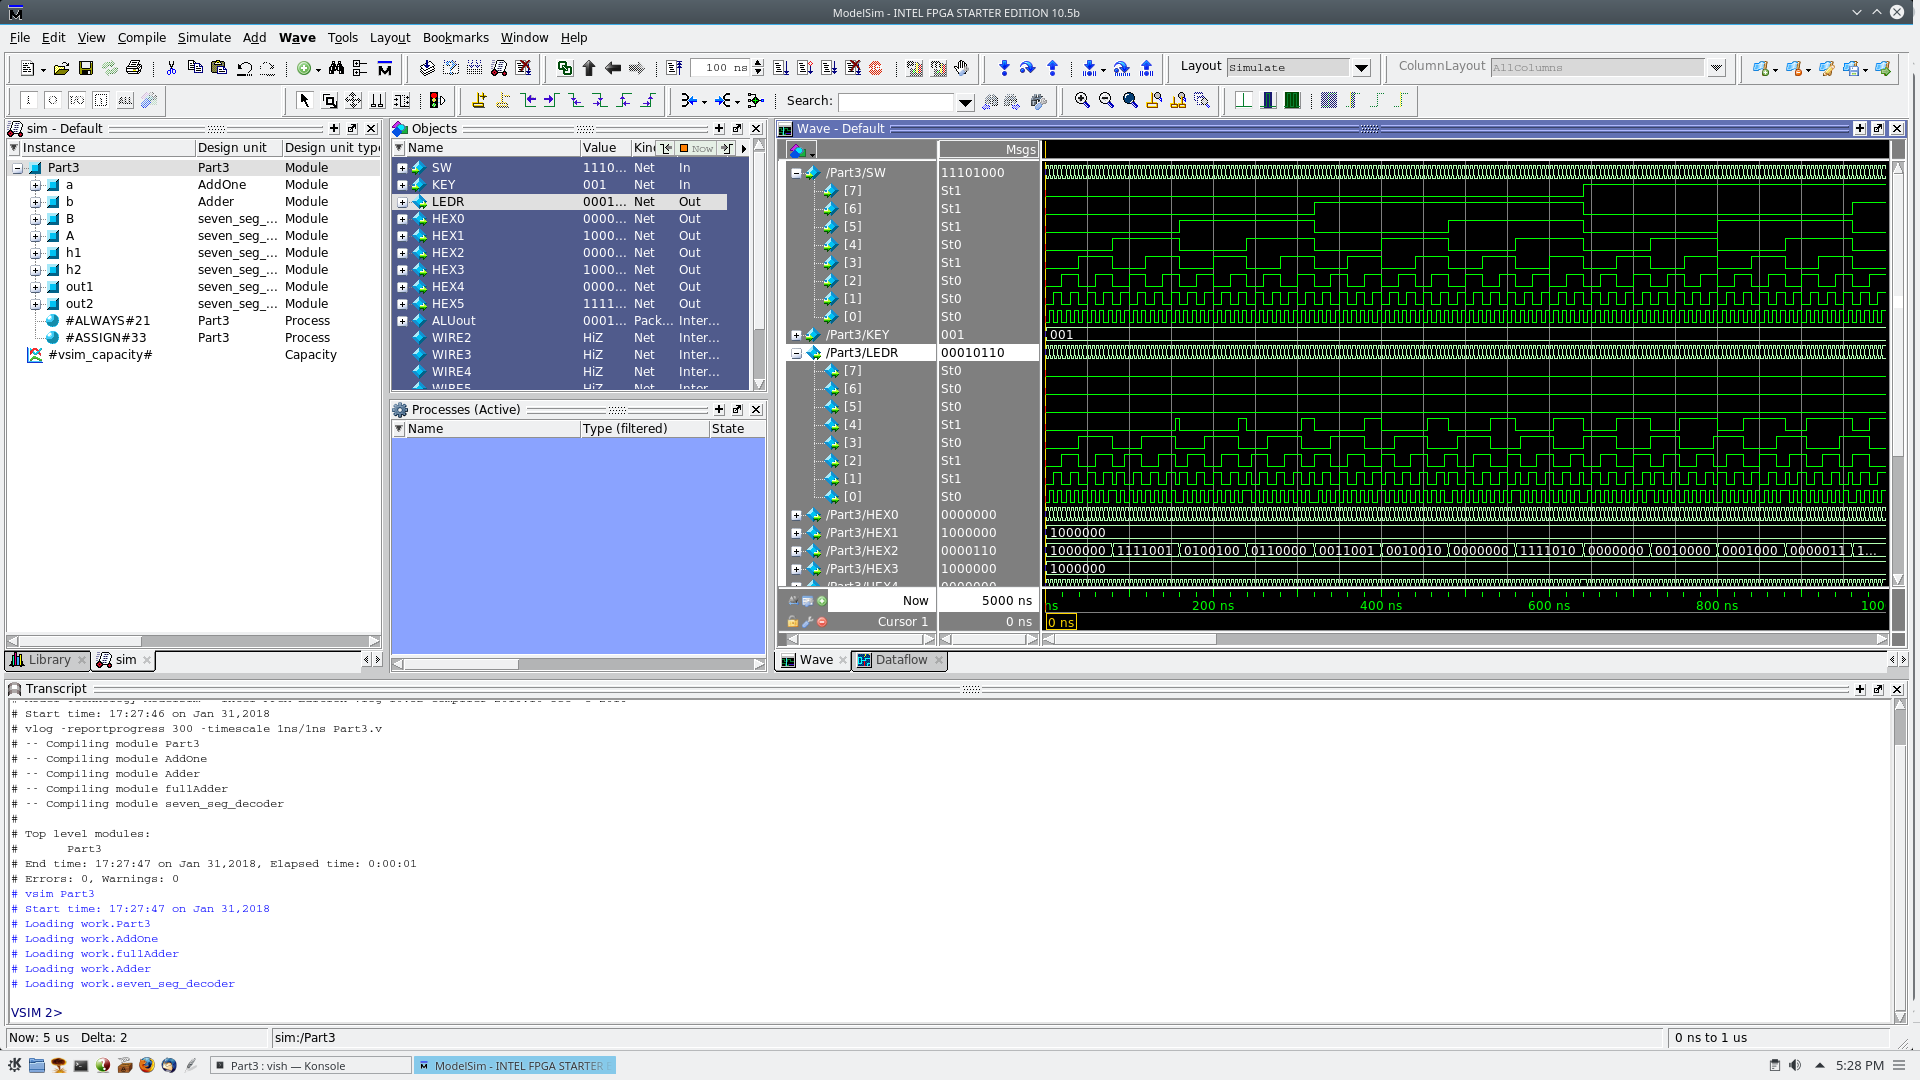 ModelSim - INTEL FPGA STARTER EDITION 10.5b
File Edit View Compile Simulate Add Wave Tools Layout Bookmarks Window Help
100 ns
Layout Simulate
ColumnLayout AllColumns
Search:
sim - Default
Instance Design unit Design unit type
Part3 Part3 Module
a AddOne Module
b Adder Module
B seven_seg_... Module
A seven_seg_... Module
h1 seven_seg_... Module
h2 seven_seg_... Module
out1 seven_seg_... Module
out2 seven_seg_... Module
#ALWAYS#21 Part3 Process
#ASSIGN#33 Part3 Process
#vsim_capacity# Capacity
Library sim
Objects
Name Value Kind Now
SW 1110... Net In
KEY 001 Net In
LEDR 0001... Net Out
HEX0 0000... Net Out
HEX1 1000... Net Out
HEX2 0000... Net Out
HEX3 1000... Net Out
HEX4 0000... Net Out
HEX5 1111... Net Out
ALUout 0001... Pack... Inter...
WIRE2 HiZ Net Inter...
WIRE3 HiZ Net Inter...
WIRE4 HiZ Net Inter...
WIRE5 HiZ Net Inter...
Processes (Active)
Name Type (filtered) State
Wave - Default
Msgs
/Part3/SW 11101000
[7] St1
[6] St1
[5] St1
[4] St0
[3] St1
[2] St0
[1] St0
[0] St0
/Part3/KEY 001 001
/Part3/LEDR 00010110
[7] St0
[6] St0
[5] St0
[4] St1
[3] St0
[2] St1
[1] St1
[0] St0
/Part3/HEX0 0000000
/Part3/HEX1 1000000 1000000
/Part3/HEX2 0000110 1000000 1111001 0100100 0110000 0011001 0010010 0000000 1111010 0000000 0010000 0001000 0000011 1...
/Part3/HEX3 1000000 1000000
/Part3/HEX4 0000000
Now 5000 ns ns 200 ns 400 ns 600 ns 800 ns 100
Cursor 1 0 ns 0 ns
Wave Dataflow
Transcript
# Start time: 17:27:46 on Jan 31,2018
# vlog -reportprogress 300 -timescale 1ns/1ns Part3.v
# -- Compiling module Part3
# -- Compiling module AddOne
# -- Compiling module Adder
# -- Compiling module fullAdder
# -- Compiling module seven_seg_decoder
#
# Top level modules:
# Part3
# End time: 17:27:47 on Jan 31,2018, Elapsed time: 0:00:01
# Errors: 0, Warnings: 0
# vsim Part3
# Start time: 17:27:47 on Jan 31,2018
# Loading work.Part3
# Loading work.AddOne
# Loading work.fullAdder
# Loading work.Adder
# Loading work.seven_seg_decoder
VSIM 2>
Now: 5 us Delta: 2 sim:/Part3 0 ns to 1 us
Part3 : vish — Konsole ModelSim - INTEL FPGA STARTER 5:28 PM